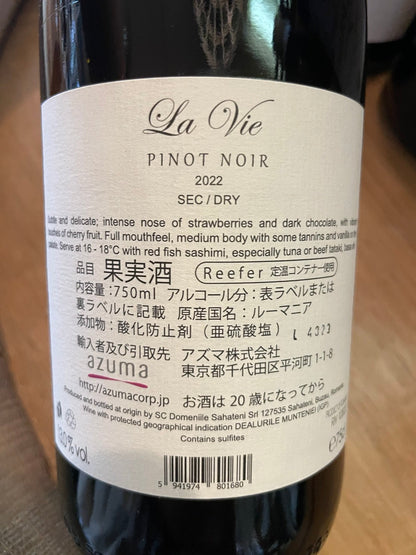 La Vie
PINOT NOIR
2022
SEC / DRY
Subtle and delicate; intense nose of strawberries and dark chocolate, with
touches of cherry fruit. Full mouthfeel, medium body with some tannins and vanilla on the
palate. Serve at 16 - 18°C with red fish sashimi, especially tuna or beef tataki,
品目 果実酒 Reefer 定温コンテナー使用
内容量:750ml アルコール分:表ラベルまたは
裏ラベルに記載 原産国名:ルーマニア
添加物:酸化防止剤(亜硫酸塩) L 4323
輸入者及び引取先 アズマ株式会社
azuma 東京都千代田区平河町1-1-8
http://azumacorp.jp お酒は20歳になってから
Produced and bottled at origin by SC Domeniile Sahateni Srl 127535 Sahateni, Buzau,
Wine with protected geographical indication DEALURILE MUNTENIEI (IGP)
Contains sulfites
% vol.
5 941974 801680